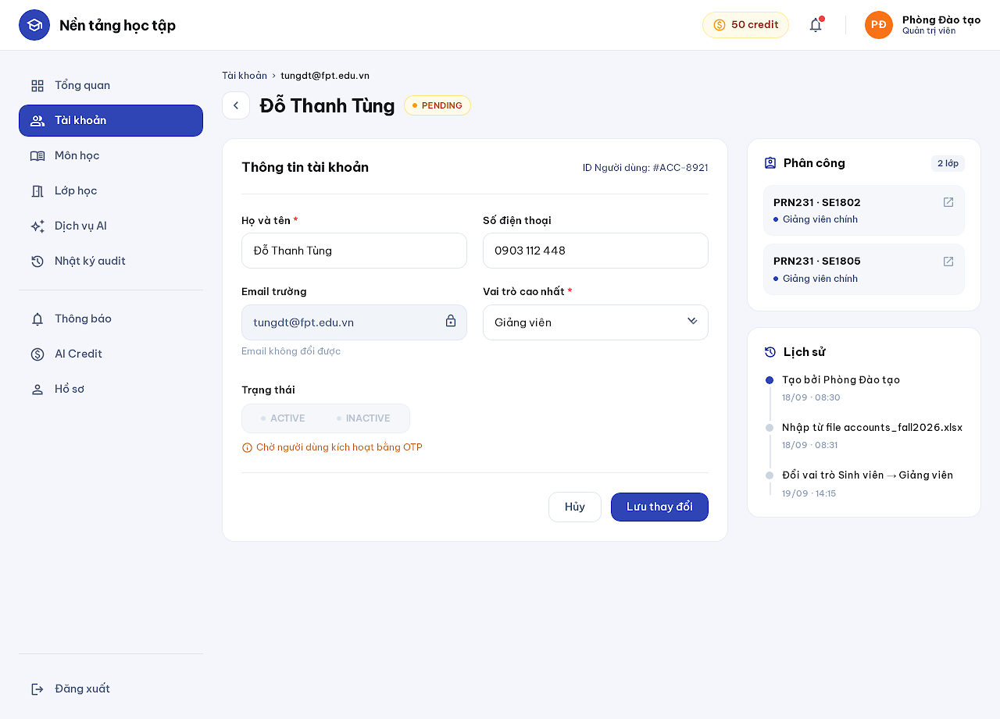 Nền tảng học tập
50 credit
PĐ
Phòng Đào tạo
Quản trị viên
Tổng quan
Tài khoản
Môn học
Lớp học
Dịch vụ AI
Nhật ký audit
Thông báo
AI Credit
Hồ sơ
Đăng xuất
Tài khoản › tungdt@fpt.edu.vn
Đỗ Thanh Tùng
PENDING
Thông tin tài khoản
ID Người dùng: #ACC-8921
Họ và tên *
Đỗ Thanh Tùng
Số điện thoại
0903 112 448
Email trường
tungdt@fpt.edu.vn
Email không đổi được
Vai trò cao nhất *
Giảng viên
Trạng thái
ACTIVE
INACTIVE
Chờ người dùng kích hoạt bằng OTP
Hủy
Lưu thay đổi
Phân công
2 lớp
PRN231 · SE1802
Giảng viên chính
PRN231 · SE1805
Giảng viên chính
Lịch sử
Tạo bởi Phòng Đào tạo
18/09 · 08:30
Nhập từ file accounts_fall2026.xlsx
18/09 · 08:31
Đổi vai trò Sinh viên → Giảng viên
19/09 · 14:15